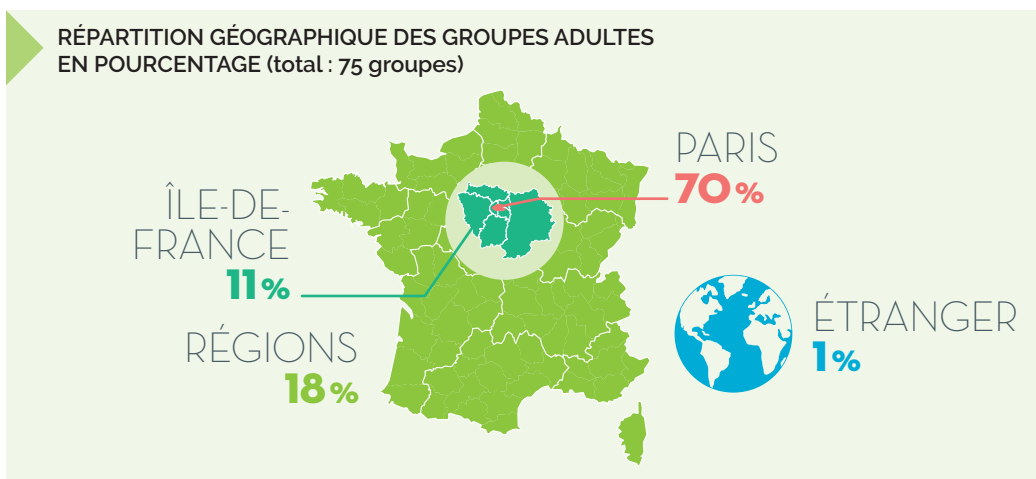 RÉPARTITION GÉOGRAPHIQUE DES GROUPES ADULTES
EN POURCENTAGE (total : 75 groupes)
PARIS
70 %
ÎLE-DE-
FRANCE
11 %
RÉGIONS
18 %
ÉTRANGER
1 %